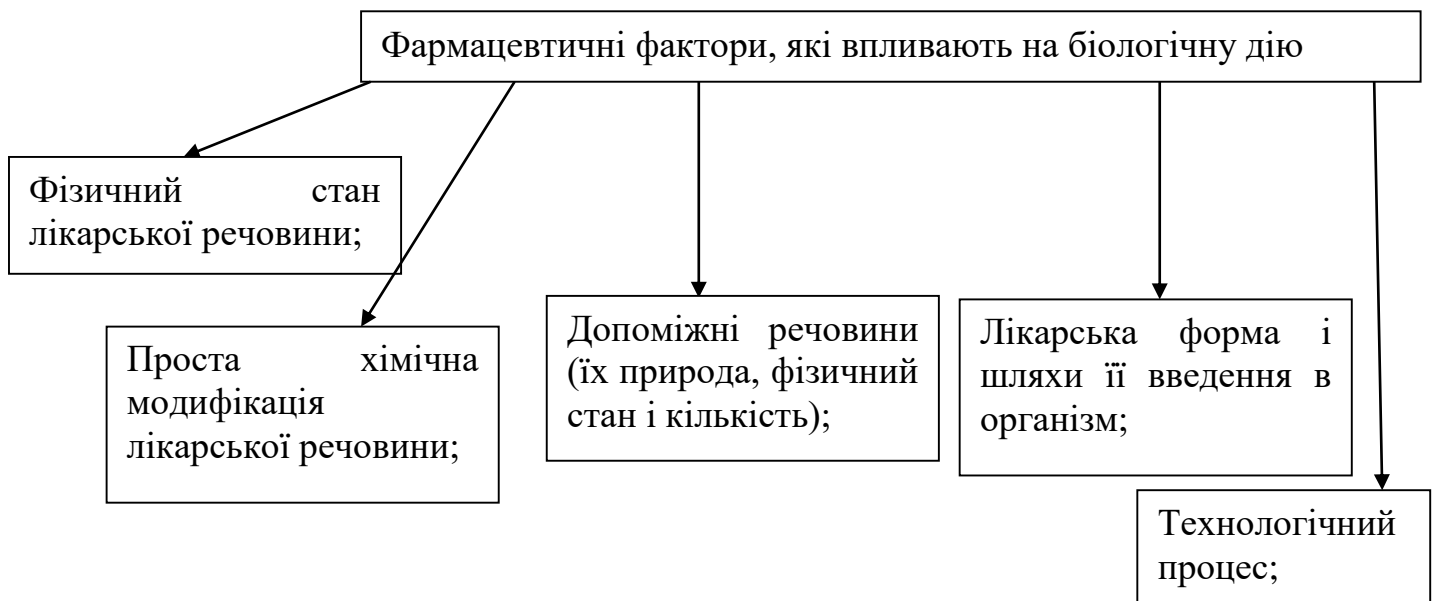 Фармацевтичні фактори, які впливають на біологічну дію
Фізичний стан
лікарської речовини;
Проста хімічна
модифікація
лікарської речовини;
Допоміжні речовини
(їх природа, фізичний
стан і кількість);
Лікарська форма і
шляхи її введення в
організм;
Технологічний
процес;